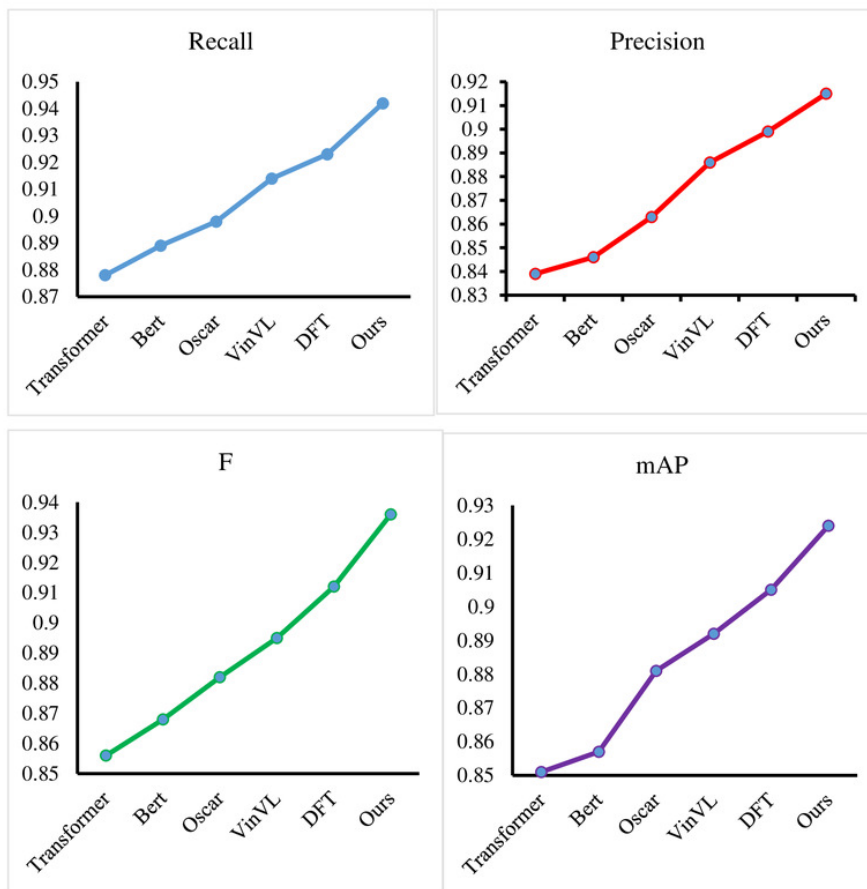 Recall
0.95
0.94
0.93
0.92
0.91
0.9
0.89
0.88
0.87
Transformer
Bert
Oscar
VinVL
DFT
Ours
Precision
0.92
0.91
0.9
0.89
0.88
0.87
0.86
0.85
0.84
0.83
Transformer
Bert
Oscar
VinVL
DFT
Ours
F
0.94
0.93
0.92
0.91
0.9
0.89
0.88
0.87
0.86
0.85
Transformer
Bert
Oscar
VinVL
DFT
Ours
mAP
0.93
0.92
0.91
0.9
0.89
0.88
0.87
0.86
0.85
Transformer
Bert
Oscar
VinVL
DFT
Ours